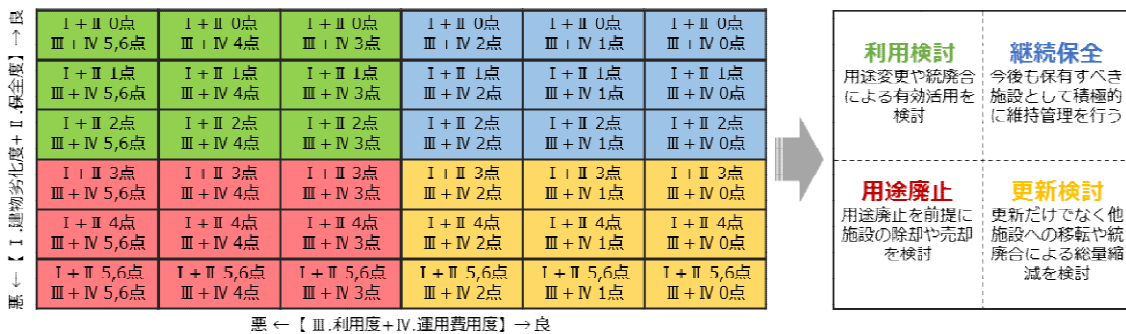 悪 ← 【 Ⅰ.建物劣化度+Ⅱ.保全度】 → 良
Ⅰ+Ⅱ 0点 Ⅰ+Ⅱ 0点 Ⅰ+Ⅱ 0点 Ⅰ+Ⅱ 0点 Ⅰ+Ⅱ 0点 Ⅰ+Ⅱ 0点
Ⅲ+Ⅳ 5,6点 Ⅲ+Ⅳ 4点 Ⅲ+Ⅳ 3点 Ⅲ+Ⅳ 2点 Ⅲ+Ⅳ 1点 Ⅲ+Ⅳ 0点
Ⅰ+Ⅱ 1点 Ⅰ+Ⅱ 1点 Ⅰ+Ⅱ 1点 Ⅰ+Ⅱ 1点 Ⅰ+Ⅱ 1点 Ⅰ+Ⅱ 1点
Ⅲ+Ⅳ 5,6点 Ⅲ+Ⅳ 4点 Ⅲ+Ⅳ 3点 Ⅲ+Ⅳ 2点 Ⅲ+Ⅳ 1点 Ⅲ+Ⅳ 0点
Ⅰ+Ⅱ 2点 Ⅰ+Ⅱ 2点 Ⅰ+Ⅱ 2点 Ⅰ+Ⅱ 2点 Ⅰ+Ⅱ 2点 Ⅰ+Ⅱ 2点
Ⅲ+Ⅳ 5,6点 Ⅲ+Ⅳ 4点 Ⅲ+Ⅳ 3点 Ⅲ+Ⅳ 2点 Ⅲ+Ⅳ 1点 Ⅲ+Ⅳ 0点
Ⅰ+Ⅱ 3点 Ⅰ+Ⅱ 3点 Ⅰ+Ⅱ 3点 Ⅰ+Ⅱ 3点 Ⅰ+Ⅱ 3点 Ⅰ+Ⅱ 3点
Ⅲ+Ⅳ 5,6点 Ⅲ+Ⅳ 4点 Ⅲ+Ⅳ 3点 Ⅲ+Ⅳ 2点 Ⅲ+Ⅳ 1点 Ⅲ+Ⅳ 0点
Ⅰ+Ⅱ 4点 Ⅰ+Ⅱ 4点 Ⅰ+Ⅱ 4点 Ⅰ+Ⅱ 4点 Ⅰ+Ⅱ 4点 Ⅰ+Ⅱ 4点
Ⅲ+Ⅳ 5,6点 Ⅲ+Ⅳ 4点 Ⅲ+Ⅳ 3点 Ⅲ+Ⅳ 2点 Ⅲ+Ⅳ 1点 Ⅲ+Ⅳ 0点
Ⅰ+Ⅱ 5,6点 Ⅰ+Ⅱ 5,6点 Ⅰ+Ⅱ 5,6点 Ⅰ+Ⅱ 5,6点 Ⅰ+Ⅱ 5,6点 Ⅰ+Ⅱ 5,6点
Ⅲ+Ⅳ 5,6点 Ⅲ+Ⅳ 4点 Ⅲ+Ⅳ 3点 Ⅲ+Ⅳ 2点 Ⅲ+Ⅳ 1点 Ⅲ+Ⅳ 0点
悪 ← 【 Ⅲ.利用度+Ⅳ.運用費用度】 → 良
利用検討
用途変更や統廃合
による有効活用を
検討
継続保全
今後も保有すべき
施設として積極的
に維持管理を行う
用途廃止
用途廃止を前提に
施設の除却や売却
を検討
更新検討
更新だけでなく他
施設への移転や統
廃合による総量縮
減を検討